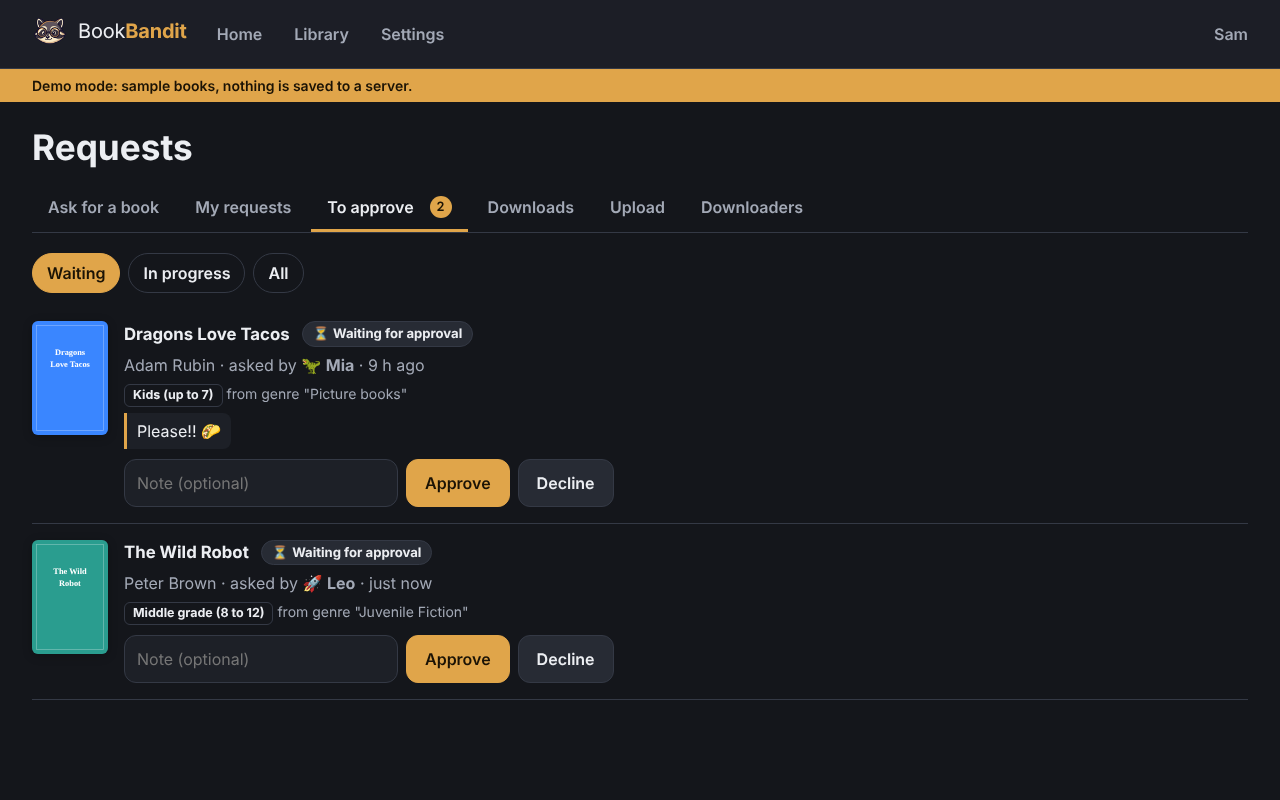 BookBandit Home Library Settings Sam
Demo mode: sample books, nothing is saved to a server.
Requests
Ask for a book My requests To approve 2 Downloads Upload Downloaders
Waiting In progress All
Dragons
Love Tacos
Dragons Love Tacos ⏳ Waiting for approval
Adam Rubin · asked by 🦖 Mia · 9 h ago
Kids (up to 7) from genre "Picture books"
Please!! 🌮
Note (optional) Approve Decline
The Wild
Robot
The Wild Robot ⏳ Waiting for approval
Peter Brown · asked by 🚀 Leo · just now
Middle grade (8 to 12) from genre "Juvenile Fiction"
Note (optional) Approve Decline